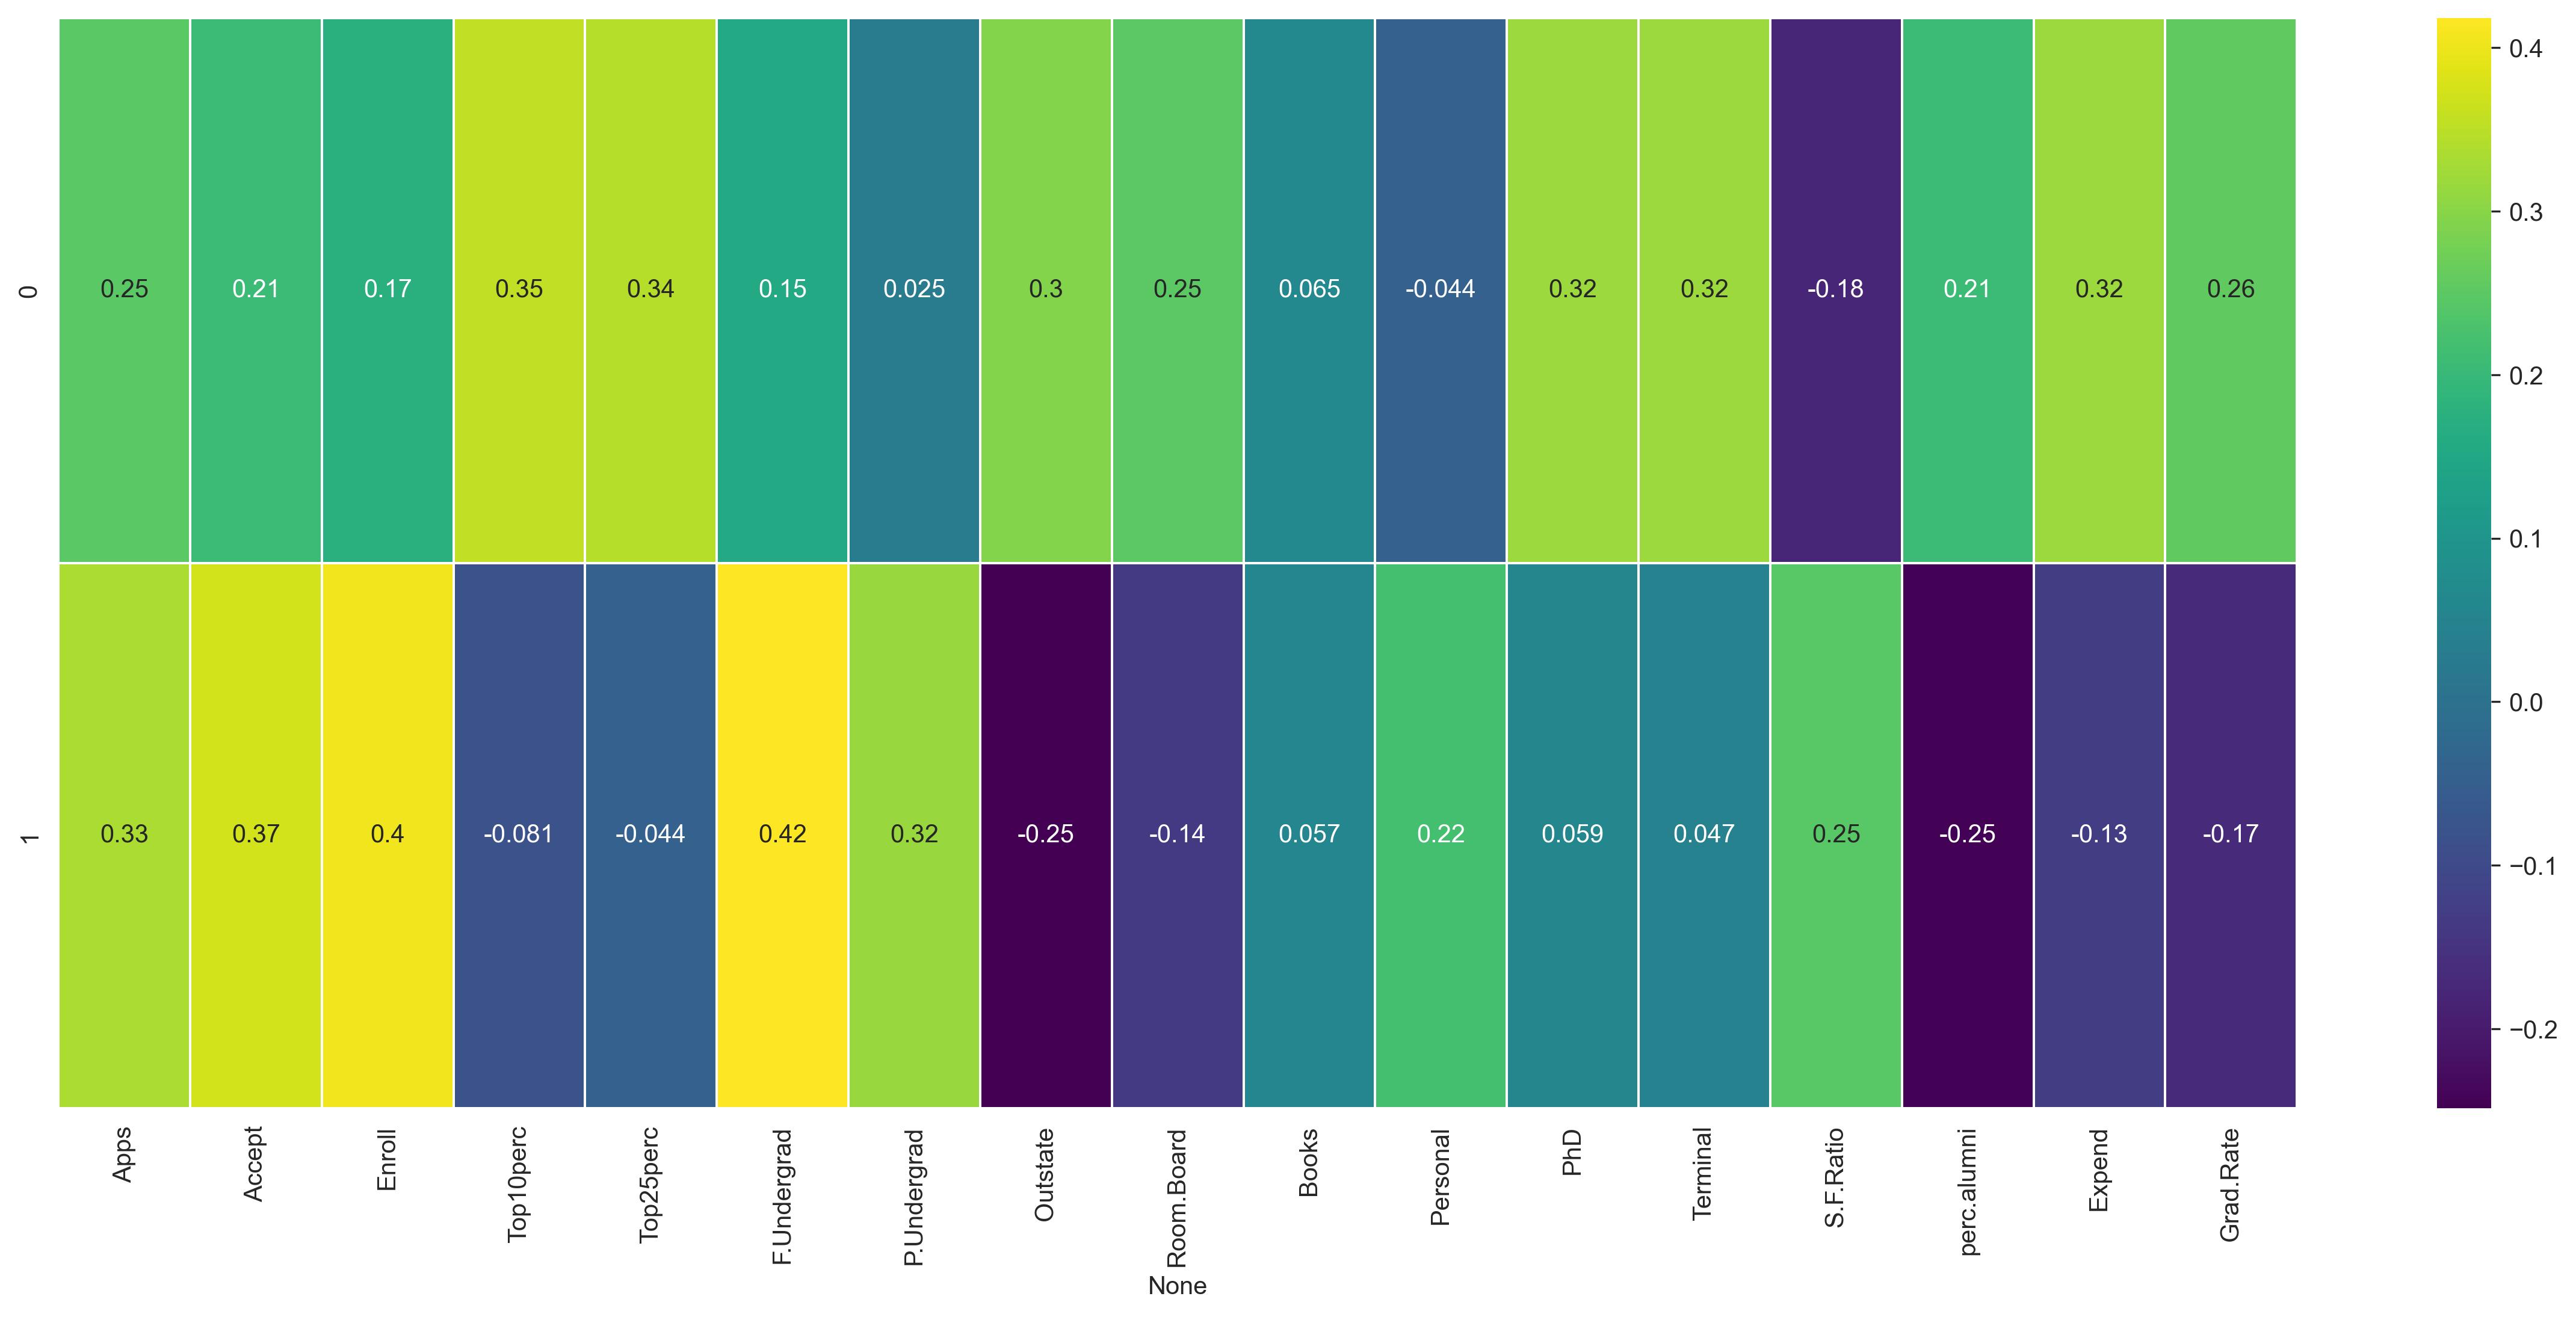 0 0.25 0.21 0.17 0.35 0.34 0.15 0.025 0.3 0.25 0.065 -0.044 0.32 0.32 -0.18 0.21 0.32 0.26
1 0.33 0.37 0.4 -0.081 -0.044 0.42 0.32 -0.25 -0.14 0.057 0.22 0.059 0.047 0.25 -0.25 -0.13 -0.17
Apps
Accept
Enroll
Top10perc
Top25perc
F.Undergrad
P.Undergrad
Outstate
Room.Board
Books
Personal
PhD
Terminal
S.F.Ratio
perc.alumni
Expend
Grad.Rate
None
0.4
0.3
0.2
0.1
0.0
−0.1
−0.2